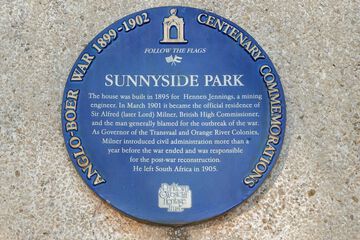 ANGLO-BOER WAR 1899-1902
CENTENARY COMMEMORATIONS
FOLLOW THE FLAGS
SUNNYSIDE PARK
The house was built in 1895 for Hennen Jennings, a mining
engineer. In March 1901 it became the official residence of
Sir Alfred (later Lord) Milner, British High Commissioner,
and the man generally blamed for the outbreak of the war.
As Governor of the Transvaal and Orange River Colonies,
Milner introduced civil administration more than a
year before the war ended and was responsible
for the post-war reconstruction.
He left South Africa in 1905.